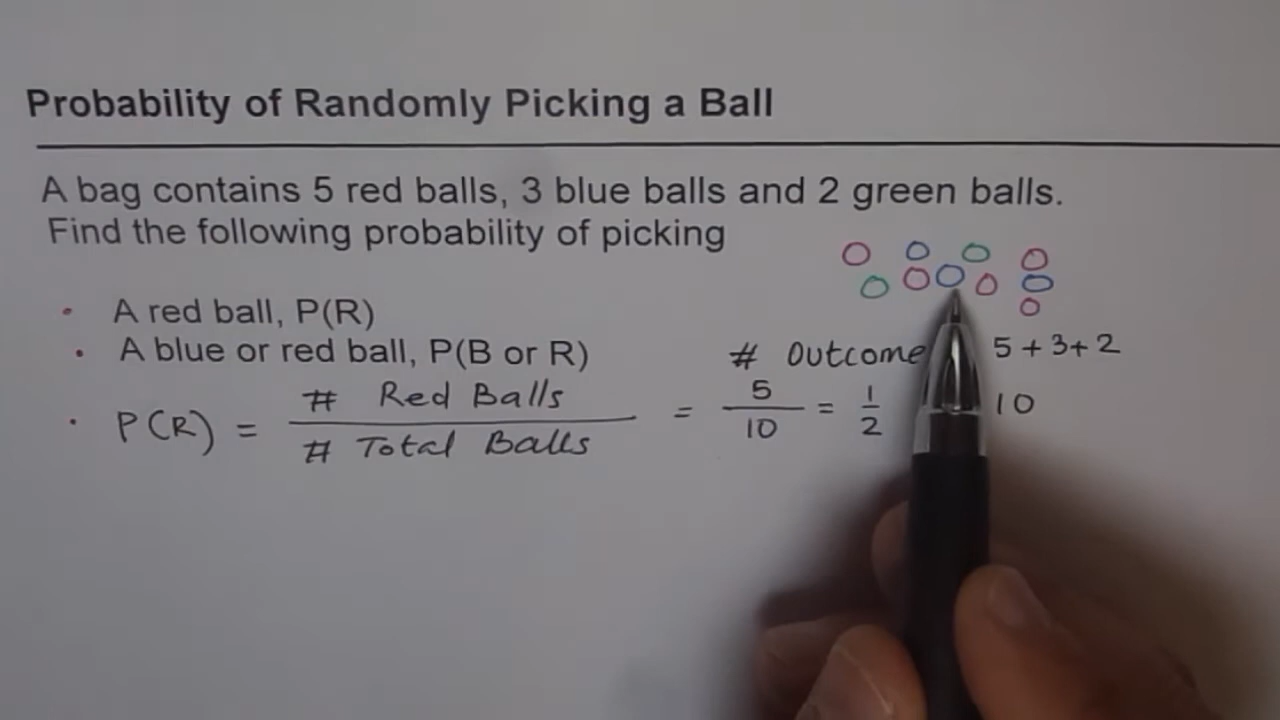 Probability of Randomly Picking a Ball
A bag contains 5 red balls, 3 blue balls and 2 green balls.
Find the following probability of picking
• A red ball, P(R)
• A blue or red ball, P(B or R)
# Outcome 5+3+2
10
• P(R) = # Red Balls / # Total Balls = 5/10 = 1/2